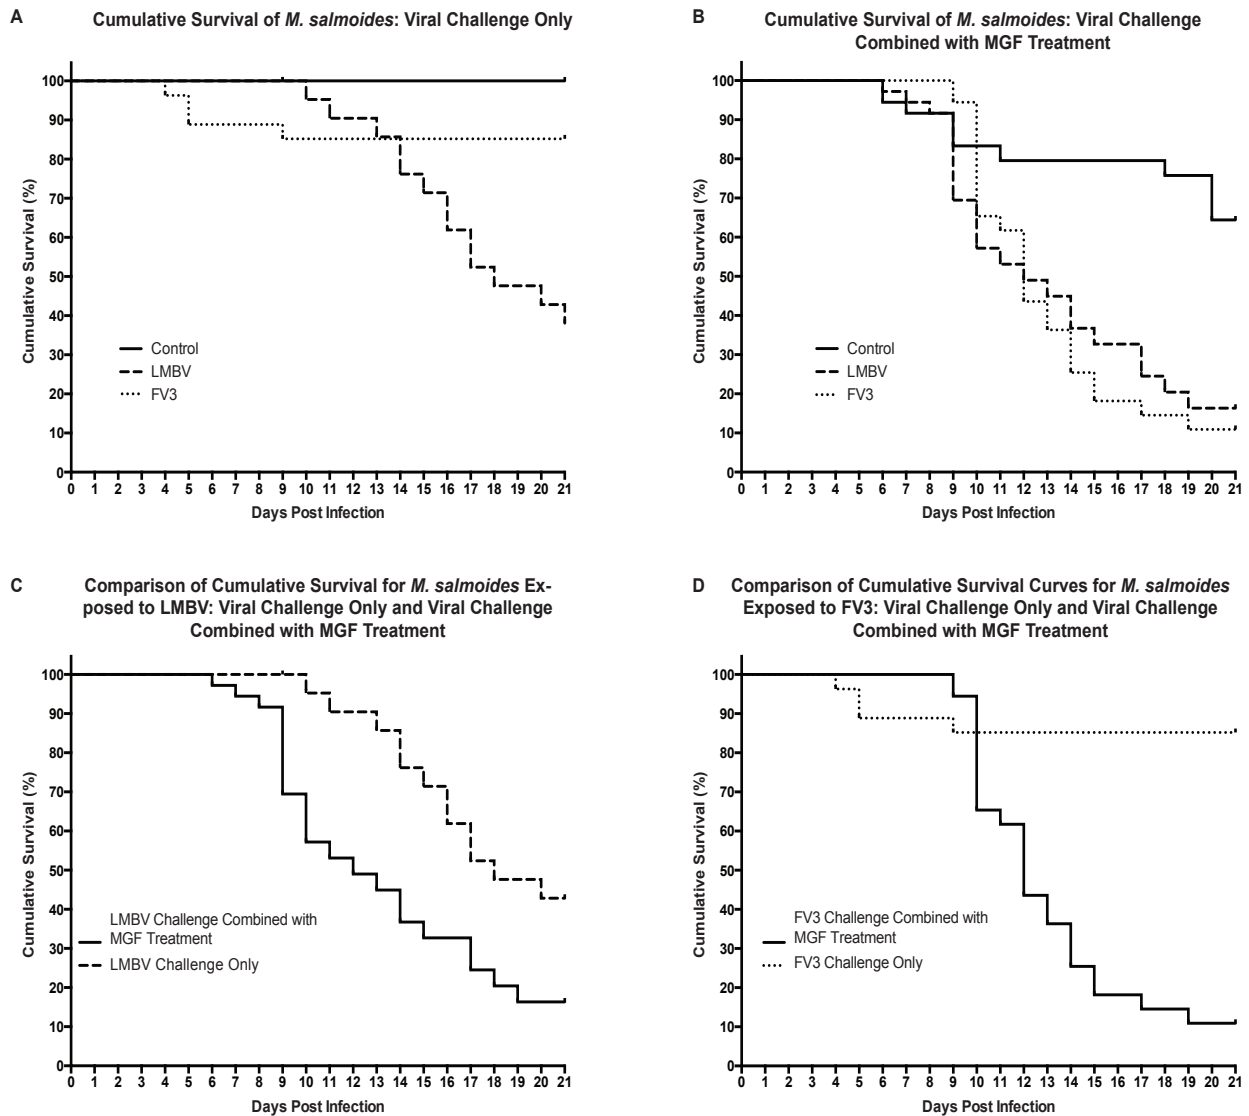 A
Cumulative Survival of M. salmoides: Viral Challenge Only
100
90
80
70
60
50
40
30
20
10
0
Cumulative Survival (%)
Control
LMBV
FV3
0 1 2 3 4 5 6 7 8 9 10 11 12 13 14 15 16 17 18 19 20 21
Days Post Infection
B
Cumulative Survival of M. salmoides: Viral Challenge
Combined with MGF Treatment
100
90
80
70
60
50
40
30
20
10
0
Cumulative Survival (%)
Control
LMBV
FV3
0 1 2 3 4 5 6 7 8 9 10 11 12 13 14 15 16 17 18 19 20 21
Days Post Infection
C
Comparison of Cumulative Survival for M. salmoides Ex-
posed to LMBV: Viral Challenge Only and Viral Challenge
Combined with MGF Treatment
100
90
80
70
60
50
40
30
20
10
0
Cumulative Survival (%)
LMBV Challenge Combined with
MGF Treatment
LMBV Challenge Only
0 1 2 3 4 5 6 7 8 9 10 11 12 13 14 15 16 17 18 19 20 21
Days Post Infection
D
Comparison of Cumulative Survival Curves for M. salmoides
Exposed to FV3: Viral Challenge Only and Viral Challenge
Combined with MGF Treatment
100
90
80
70
60
50
40
30
20
10
0
Cumulative Survival (%)
FV3 Challenge Combined with
MGF Treatment
FV3 Challenge Only
0 1 2 3 4 5 6 7 8 9 10 11 12 13 14 15 16 17 18 19 20 21
Days Post Infection